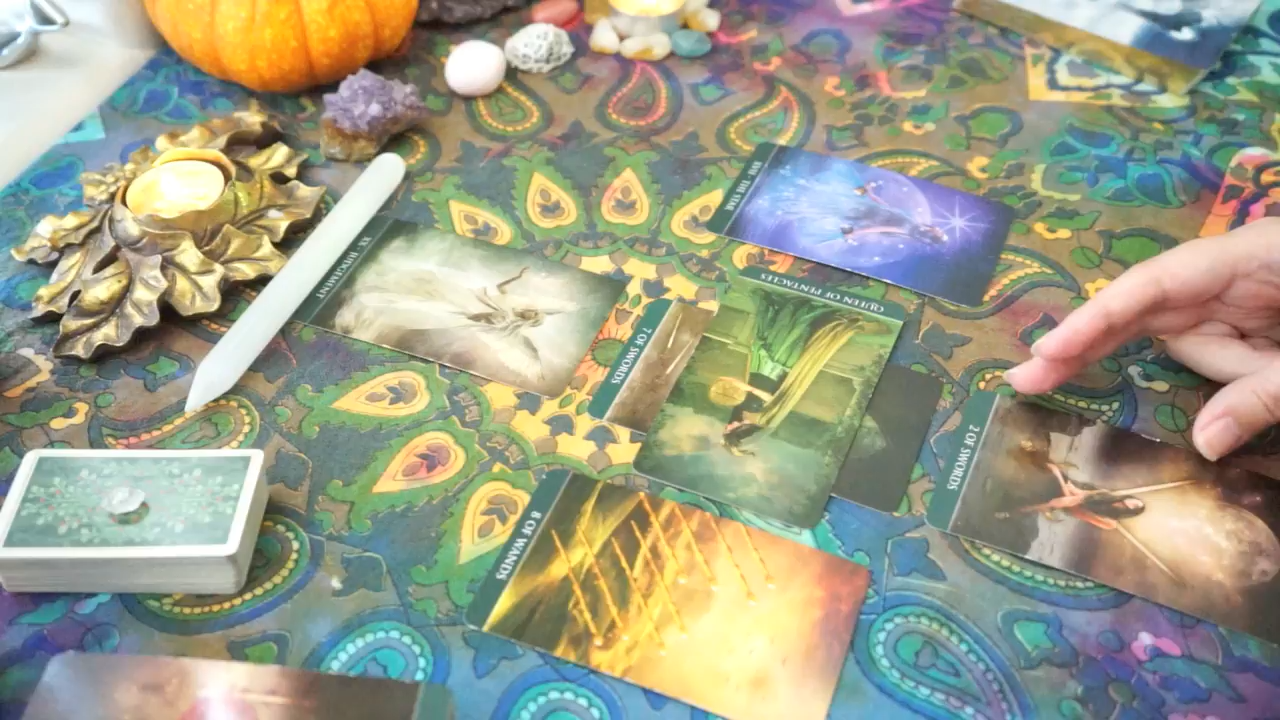 XVII - THE STAR
XX - JUDGEMENT
QUEEN OF PENTACLES
7 OF SWORDS
2 OF SWORDS
8 OF WANDS